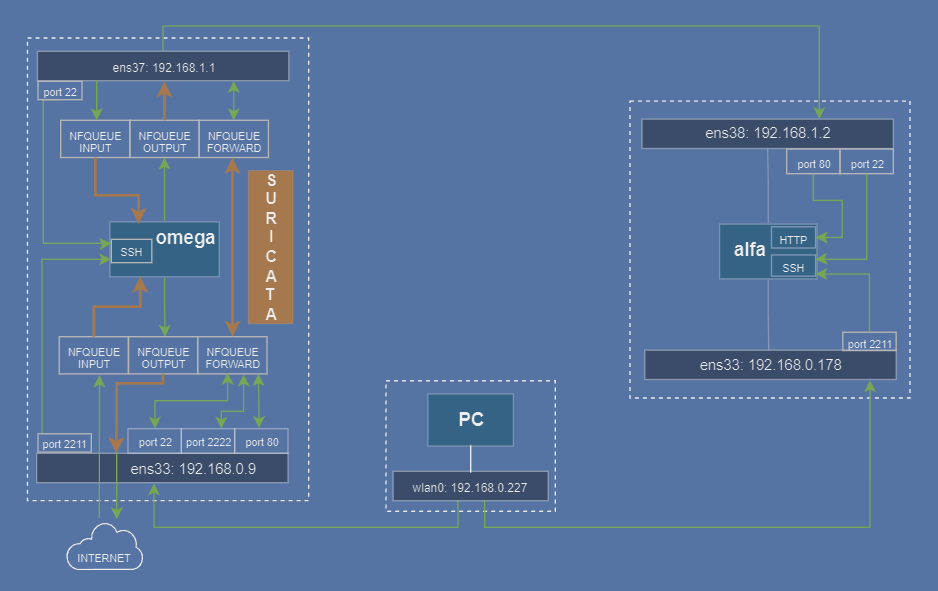 ens37: 192.168.1.1
port 22
NFQUEUE
INPUT
NFQUEUE
OUTPUT
NFQUEUE
FORWARD
SURICATA
omega
SSH
NFQUEUE
INPUT
NFQUEUE
OUTPUT
NFQUEUE
FORWARD
port 2211
port 22
port 2222
port 80
ens33: 192.168.0.9
INTERNET
PC
wlan0: 192.168.0.227
ens38: 192.168.1.2
port 80
port 22
alfa
HTTP
SSH
port 2211
ens33: 192.168.0.178